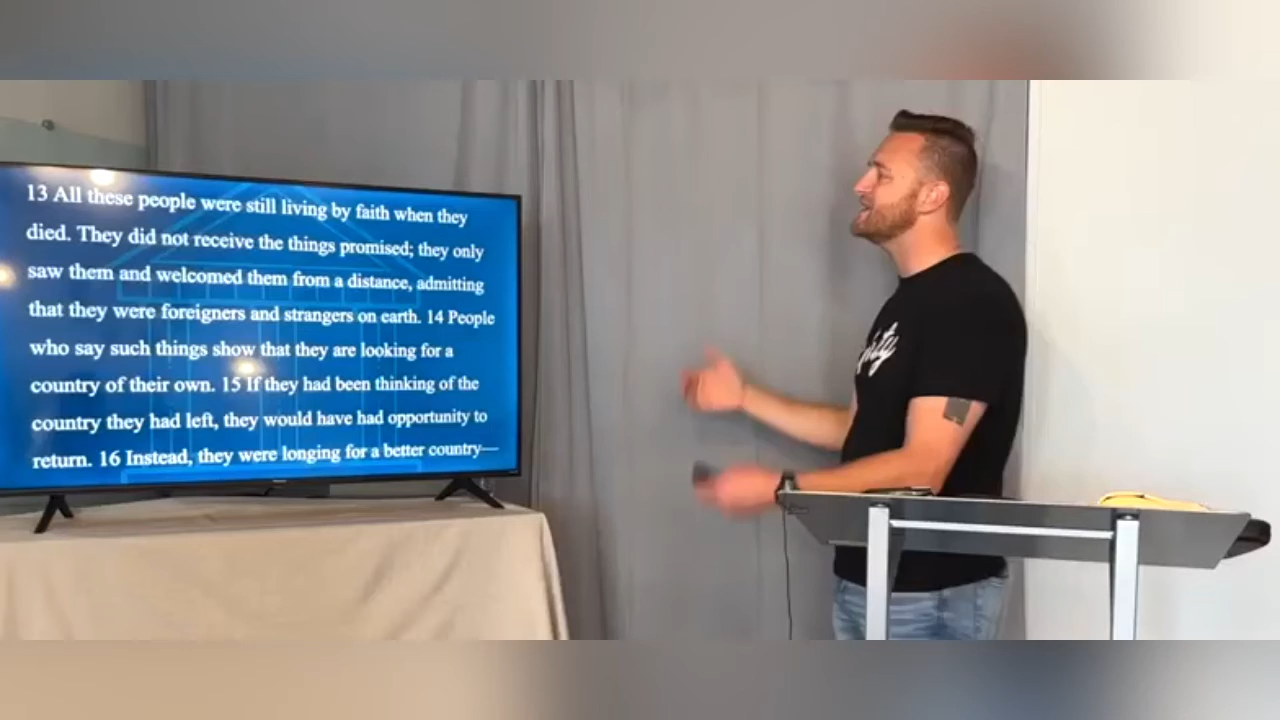 13 All these people were still living by faith when they
died. They did not receive the things promised; they only
saw them and welcomed them from a distance, admitting
that they were foreigners and strangers on earth. 14 People
who say such things show that they are looking for a
country of their own. 15 If they had been thinking of the
country they had left, they would have had opportunity to
return. 16 Instead, they were longing for a better country—